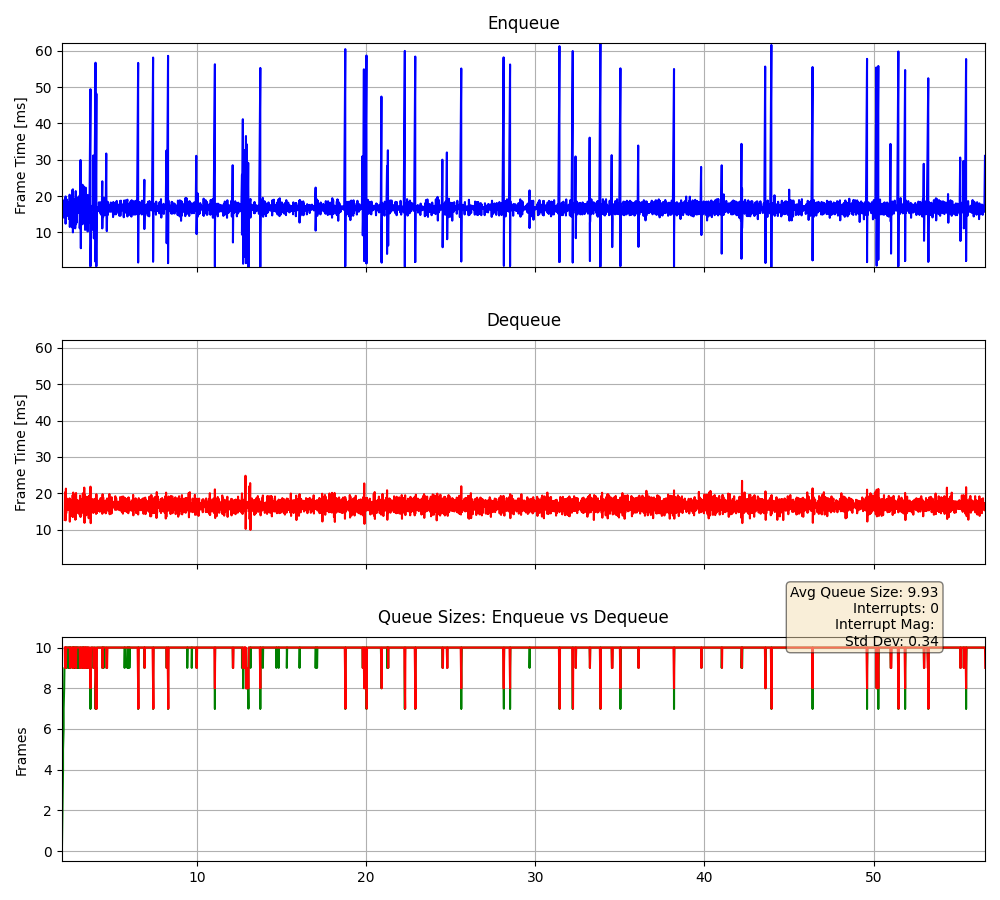 Enqueue
Frame Time [ms]
60
50
40
30
20
10
Dequeue
Frame Time [ms]
60
50
40
30
20
10
Avg Queue Size: 9.93
Interrupts: 0
Interrupt Mag:
Std Dev: 0.34
Queue Sizes: Enqueue vs Dequeue
Frames
10
8
6
4
2
0
10 20 30 40 50